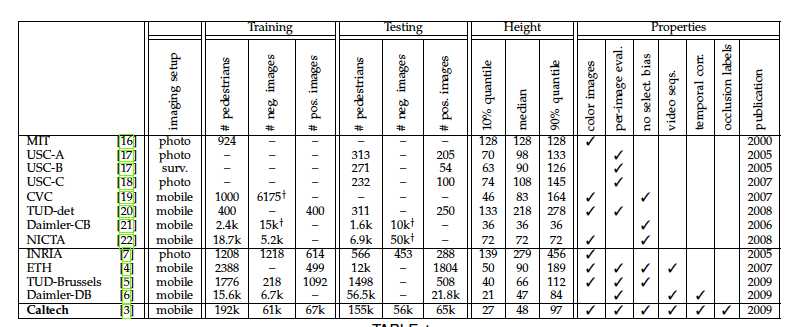 Training Testing Height Properties
imaging setup # pedestrians # neg. images # pos. images # pedestrians # neg. images # pos. images 10% quantile median 90% quantile color images per-image eval. no select. bias video seqs. temporal corr. occlusion labels publication
MIT [16] photo 924 – – – – – 128 128 128 ✓ 2000
USC-A [17] photo – – – 313 – 205 70 98 133 ✓ 2005
USC-B [17] surv. – – – 271 – 54 63 90 126 ✓ 2005
USC-C [18] photo – – – 232 – 100 74 108 145 ✓ 2007
CVC [19] mobile 1000 6175† – – – – 46 83 164 ✓ ✓ 2007
TUD-det [20] mobile 400 – 400 311 – 250 133 218 278 ✓ ✓ 2008
Daimler-CB [21] mobile 2.4k 15k† – 1.6k 10k† – 36 36 36 ✓ 2006
NICTA [22] mobile 18.7k 5.2k – 6.9k 50k† – 72 72 72 ✓ ✓ 2008
INRIA [7] photo 1208 1218 614 566 453 288 139 279 456 ✓ 2005
ETH [4] mobile 2388 – 499 12k – 1804 50 90 189 ✓ ✓ ✓ ✓ 2007
TUD-Brussels [5] mobile 1776 218 1092 1498 – 508 40 66 112 ✓ ✓ ✓ 2009
Daimler-DB [6] mobile 15.6k 6.7k – 56.5k – 21.8k 21 47 84 ✓ ✓ ✓ 2009
Caltech [3] mobile 192k 61k 67k 155k 56k 65k 27 48 97 ✓ ✓ ✓ ✓ ✓ ✓ 2009